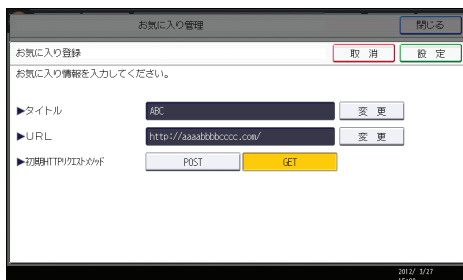 お気に入り管理
閉じる
お気に入り登録
取 消
設 定
お気に入り情報を入力してください。
▶タイトル
ABC
変 更
▶URL
http://aaaabbbbcccc.com/
変 更
▶初期HTTPリクエストメソッド
POST
GET
2012/ 3/27